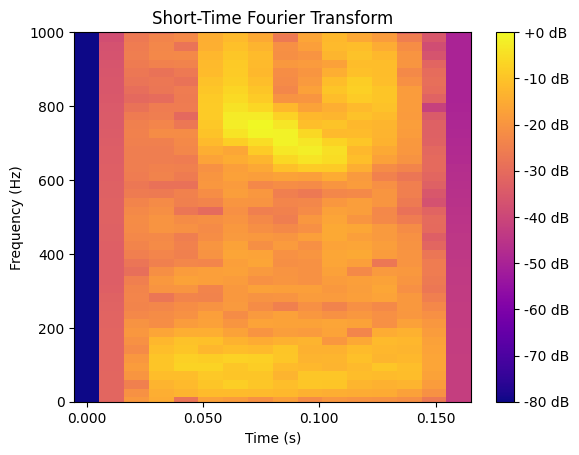 Short-Time Fourier Transform
1000
800
600
400
200
0
Frequency (Hz)
0.000
0.050
0.100
0.150
Time (s)
+0 dB
-10 dB
-20 dB
-30 dB
-40 dB
-50 dB
-60 dB
-70 dB
-80 dB